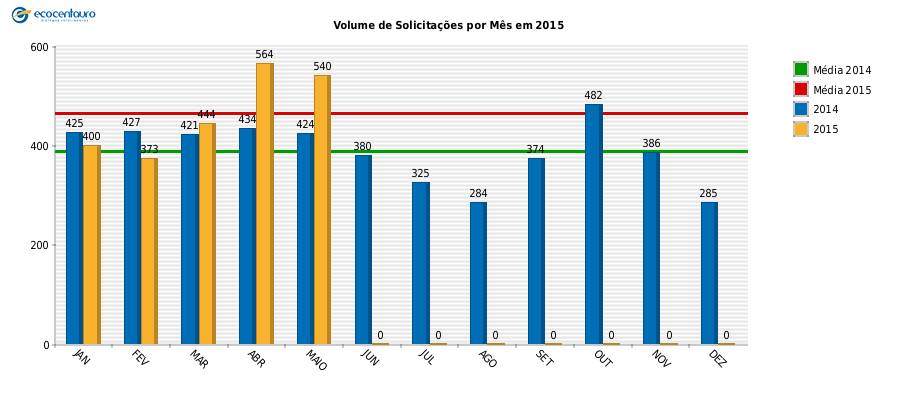 ecocentauro
Volume de Solicitações por Mês em 2015
600
400
200
0
425
400
427
373
421
444
434
564
424
540
380
0
325
0
284
0
374
0
482
0
386
0
285
0
JAN
FEV
MAR
ABR
MAIO
JUN
JUL
AGO
SET
OUT
NOV
DEZ
Média 2014
Média 2015
2014
2015